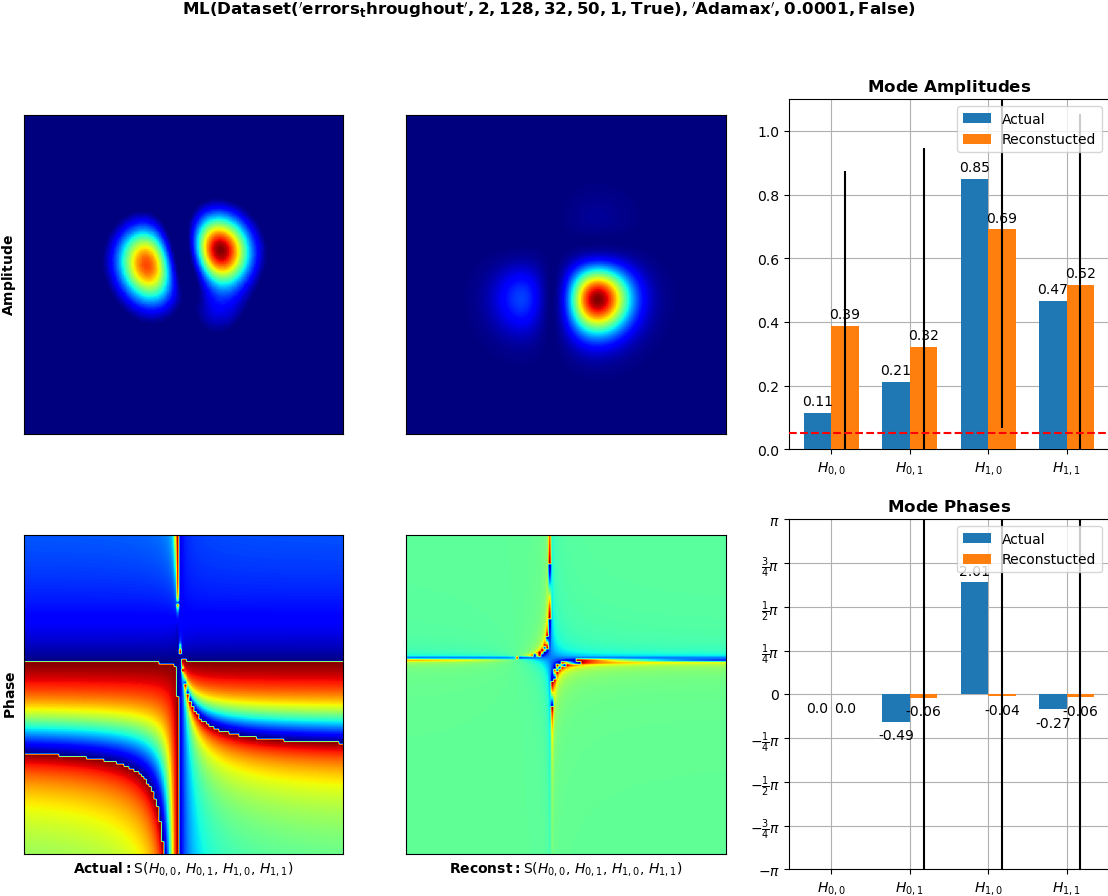 ML(Dataset('errors_throughout', 2, 128, 32, 50, 1, True), 'Adamax', 0.0001, False)
Mode Amplitudes
Amplitude
1.0
0.8
0.6
0.4
0.2
0.0
Actual
Reconstucted
0.11
0.39
0.21
0.32
0.85
0.69
0.47
0.52
H0,0
H0,1
H1,0
H1,1
Mode Phases
Phase
π
3/4π
1/2π
1/4π
0
−1/4π
−1/2π
−3/4π
−π
Actual
Reconstucted
0.0
0.0
-0.49
-0.06
2.01
-0.04
-0.27
-0.06
H0,0
H0,1
H1,0
H1,1
Actual: S(H0,0, H0,1, H1,0, H1,1)
Reconst: S(H0,0, H0,1, H1,0, H1,1)